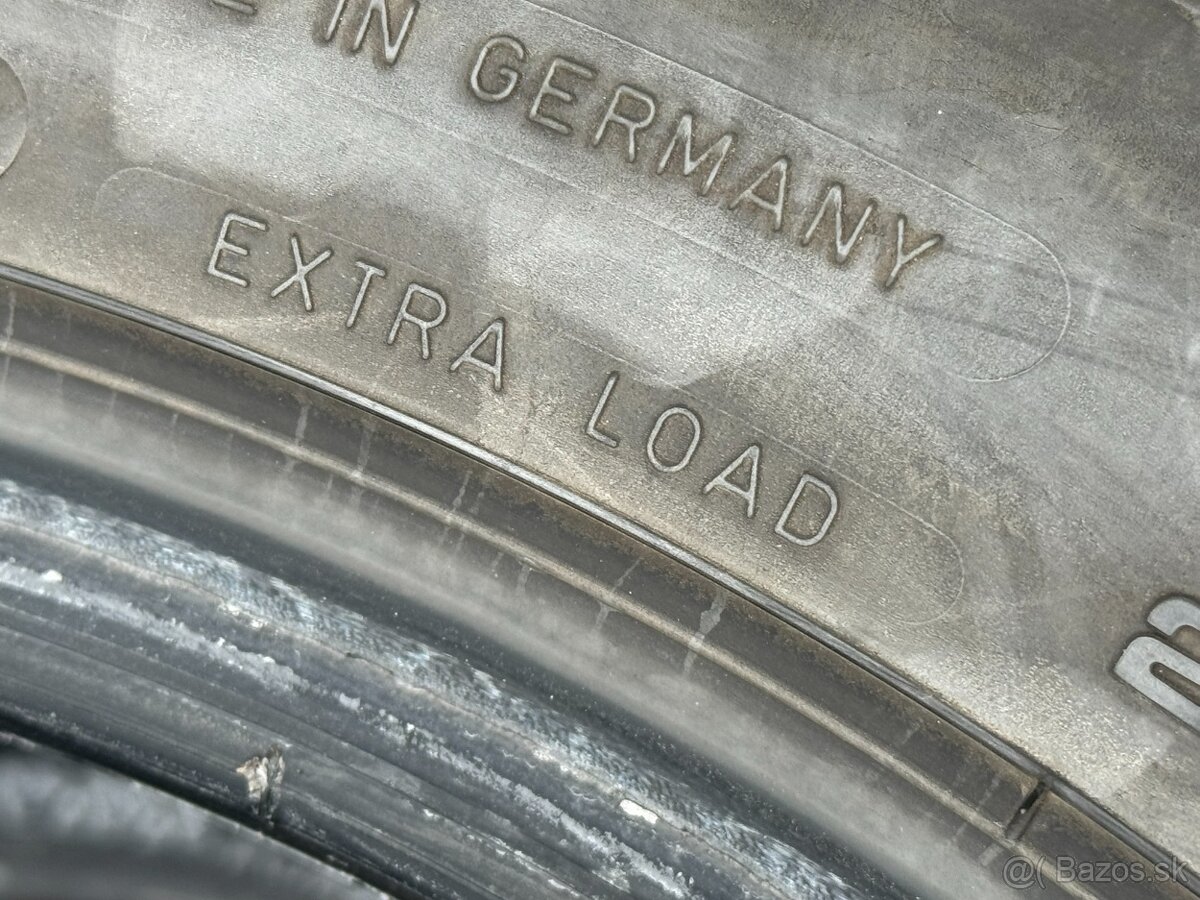 IN GERMANY
EXTRA LOAD
@( Bazos.sk